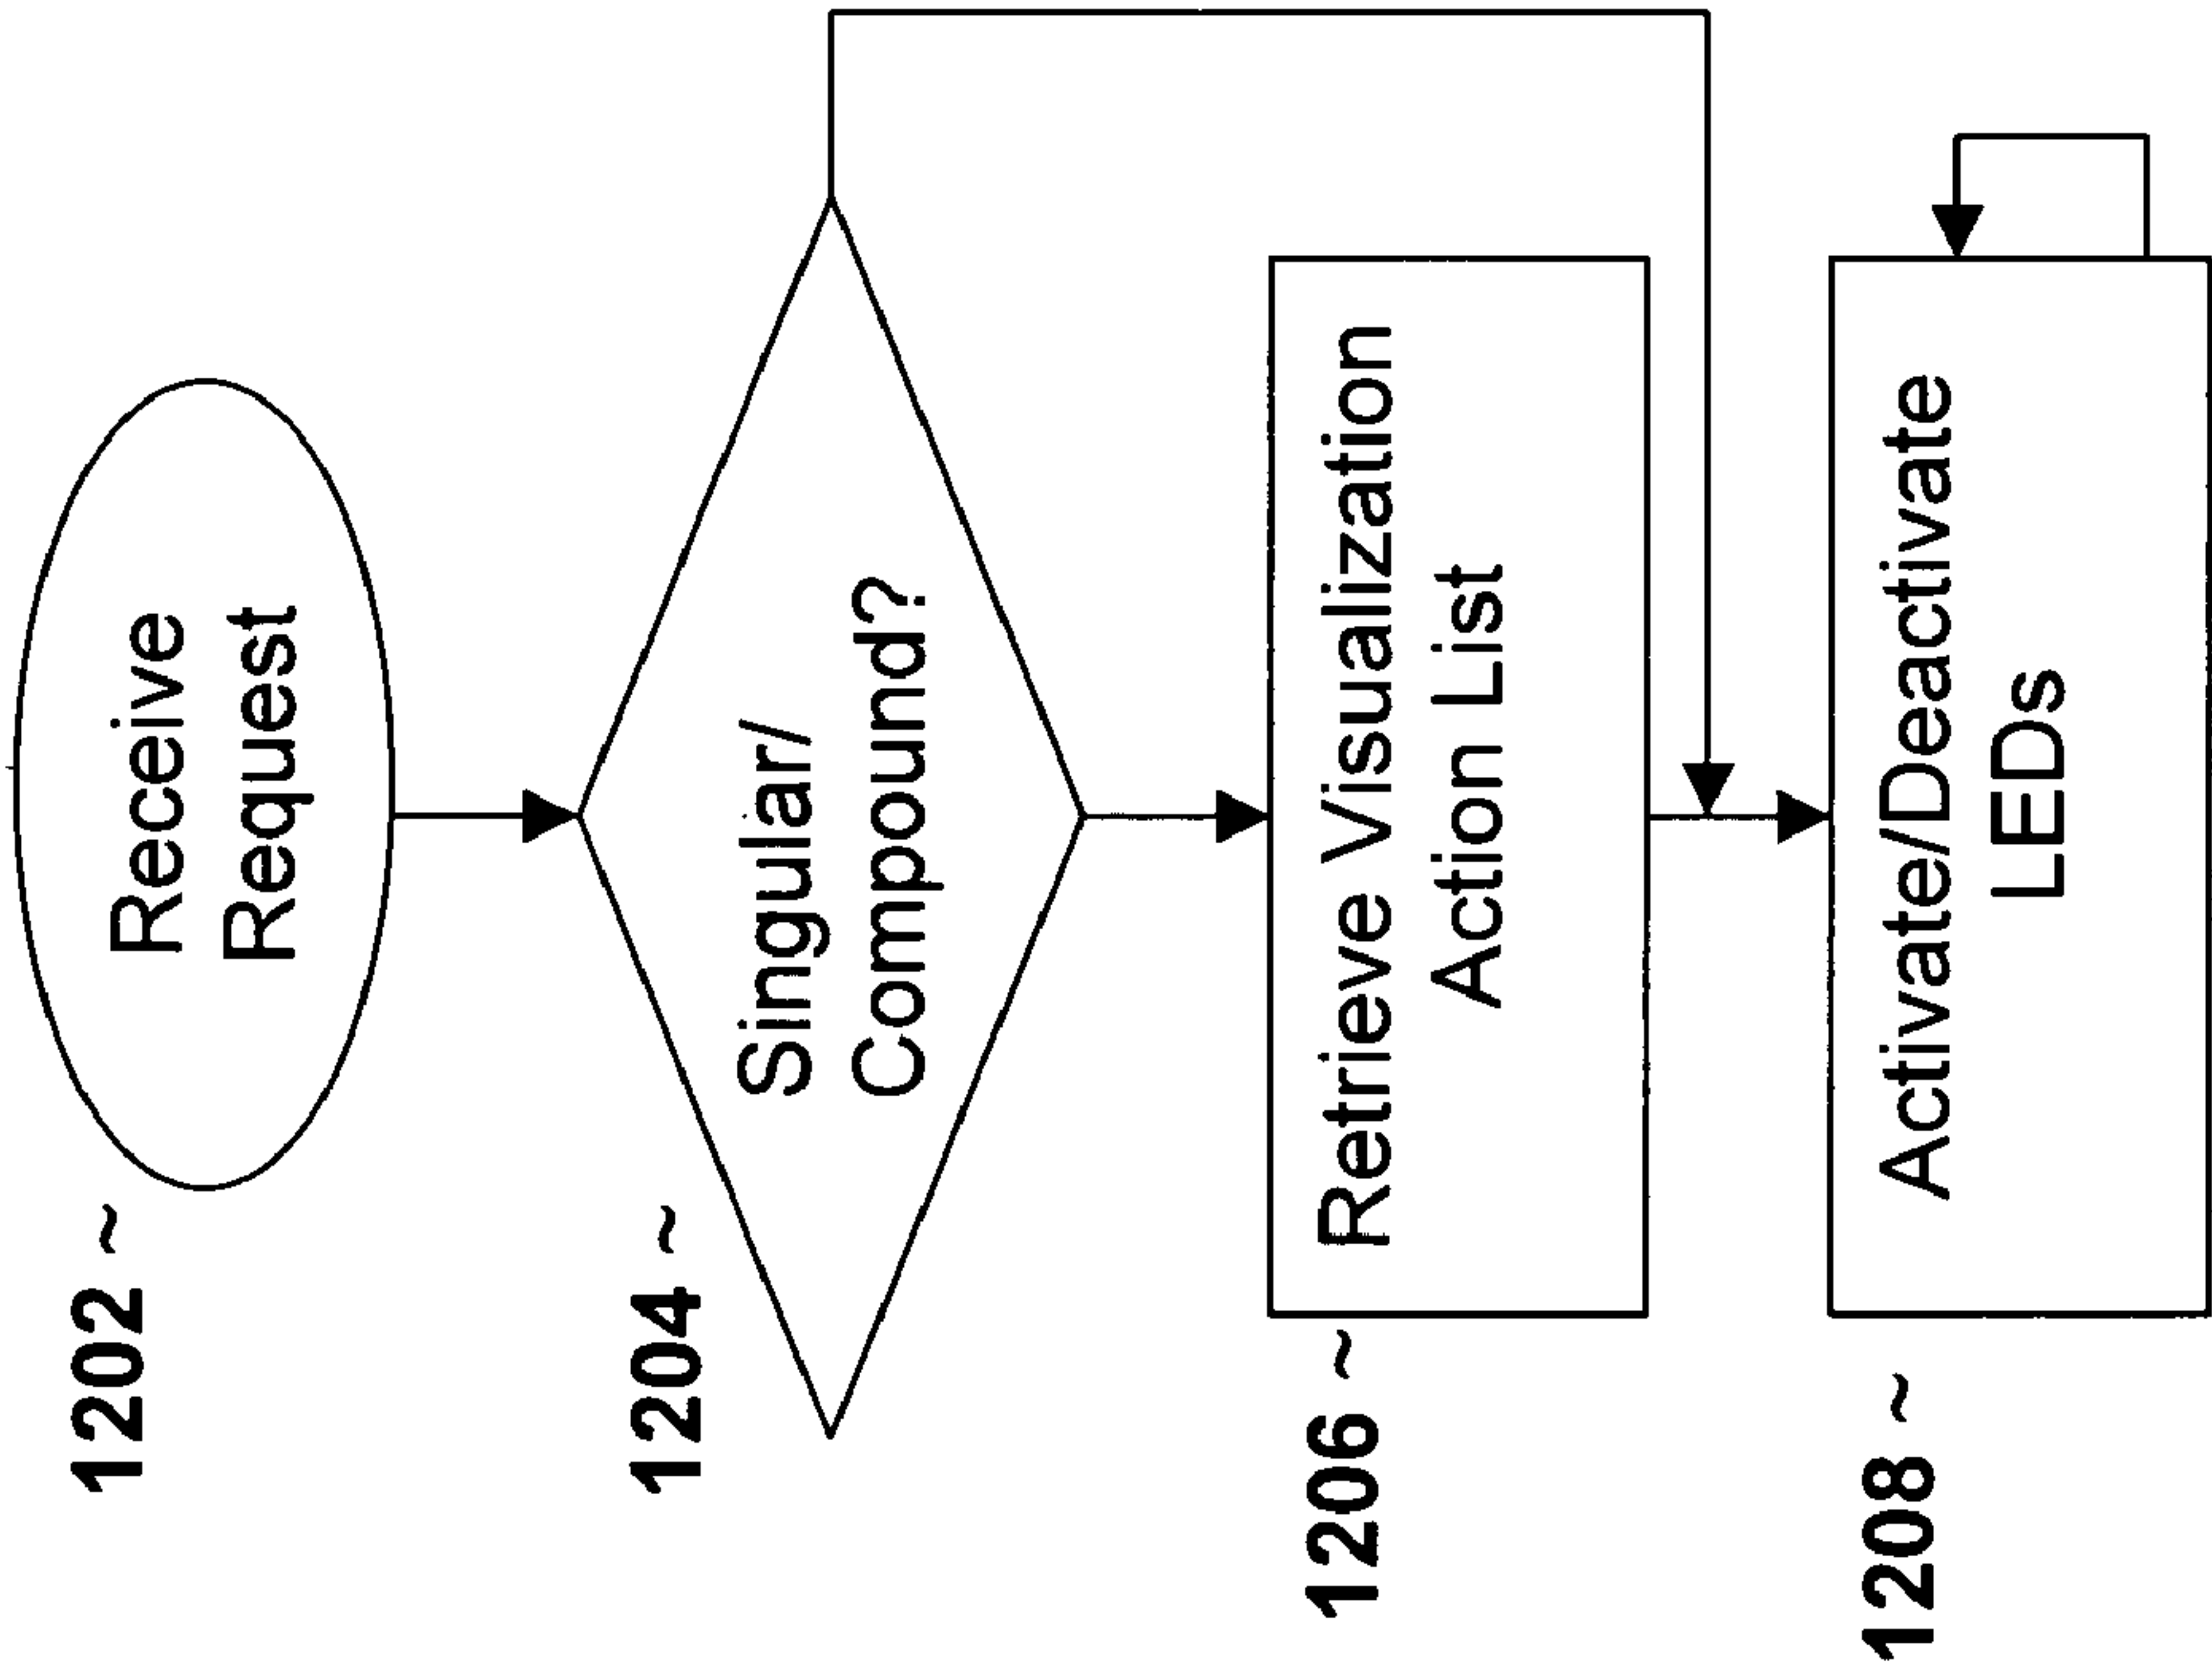 1202 ~
Receive
Request
1204 ~
Singular/
Compound?
1206 ~
Retrieve Visualization
Action List
1208 ~
Activate/Deactivate
LEDs